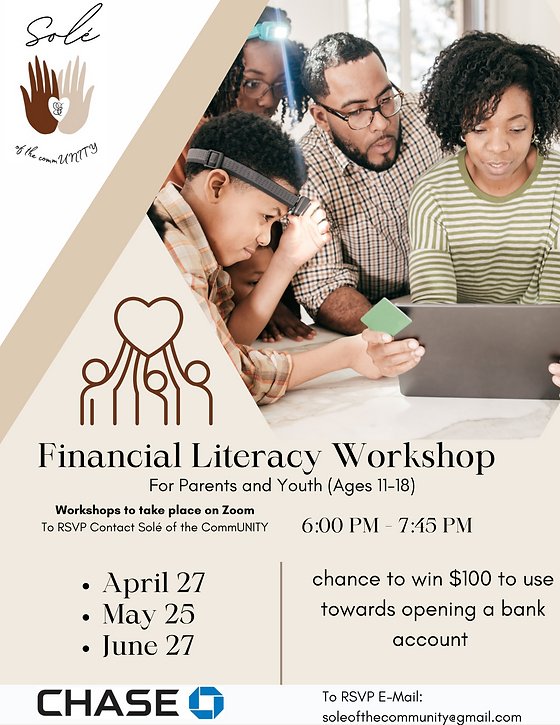 Solé
of the commUNITY
Financial Literacy Workshop
For Parents and Youth (Ages 11-18)
Workshops to take place on Zoom
To RSVP Contact Solé of the CommUNITY
6:00 PM - 7:45 PM
• April 27
• May 25
• June 27
chance to win $100 to use
towards opening a bank
account
CHASE
To RSVP E-Mail:
soleofthecommunity@gmail.com